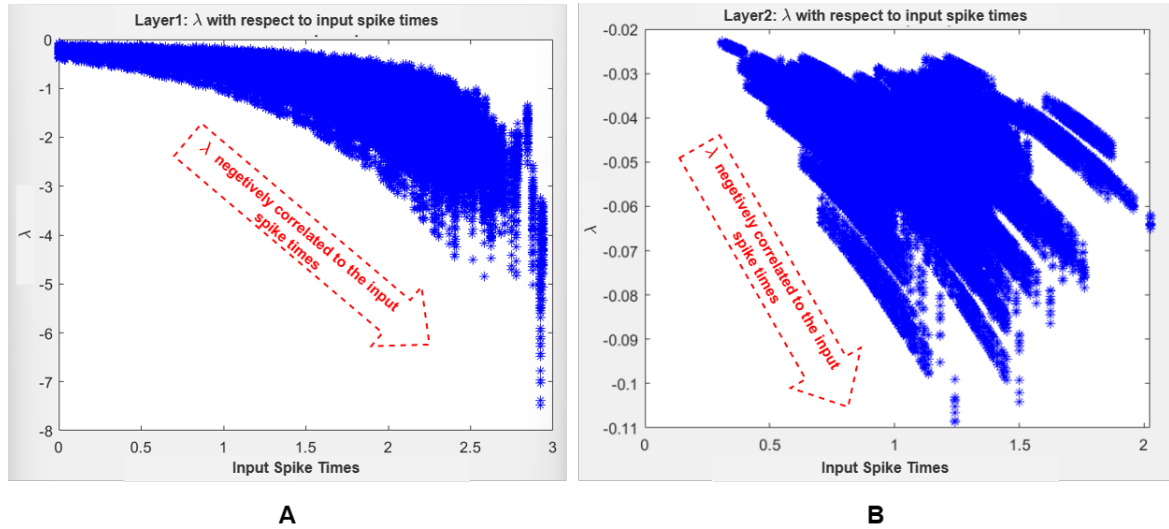 Layer1: λ with respect to input spike times
0
-1
-2
-3
-4
-5
-6
-7
-8
λ
λ negetively correlated to the input
spike times
0 0.5 1 1.5 2 2.5 3
Input Spike Times
A
Layer2: λ with respect to input spike times
-0.02
-0.03
-0.04
-0.05
-0.06
-0.07
-0.08
-0.09
-0.1
-0.11
λ
λ negetively correlated to the input
spike times
0 0.5 1 1.5 2
Input Spike Times
B